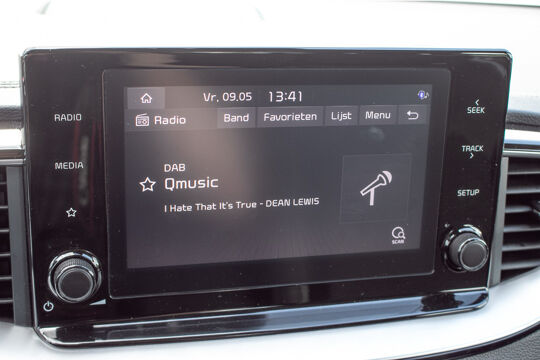 Vr. 09.05 13:41
Radio Band Favorieten Lijst Menu
DAB
Qmusic
I Hate That It's True - DEAN LEWIS
SCAN
RADIO
MEDIA
SEEK
TRACK
SETUP